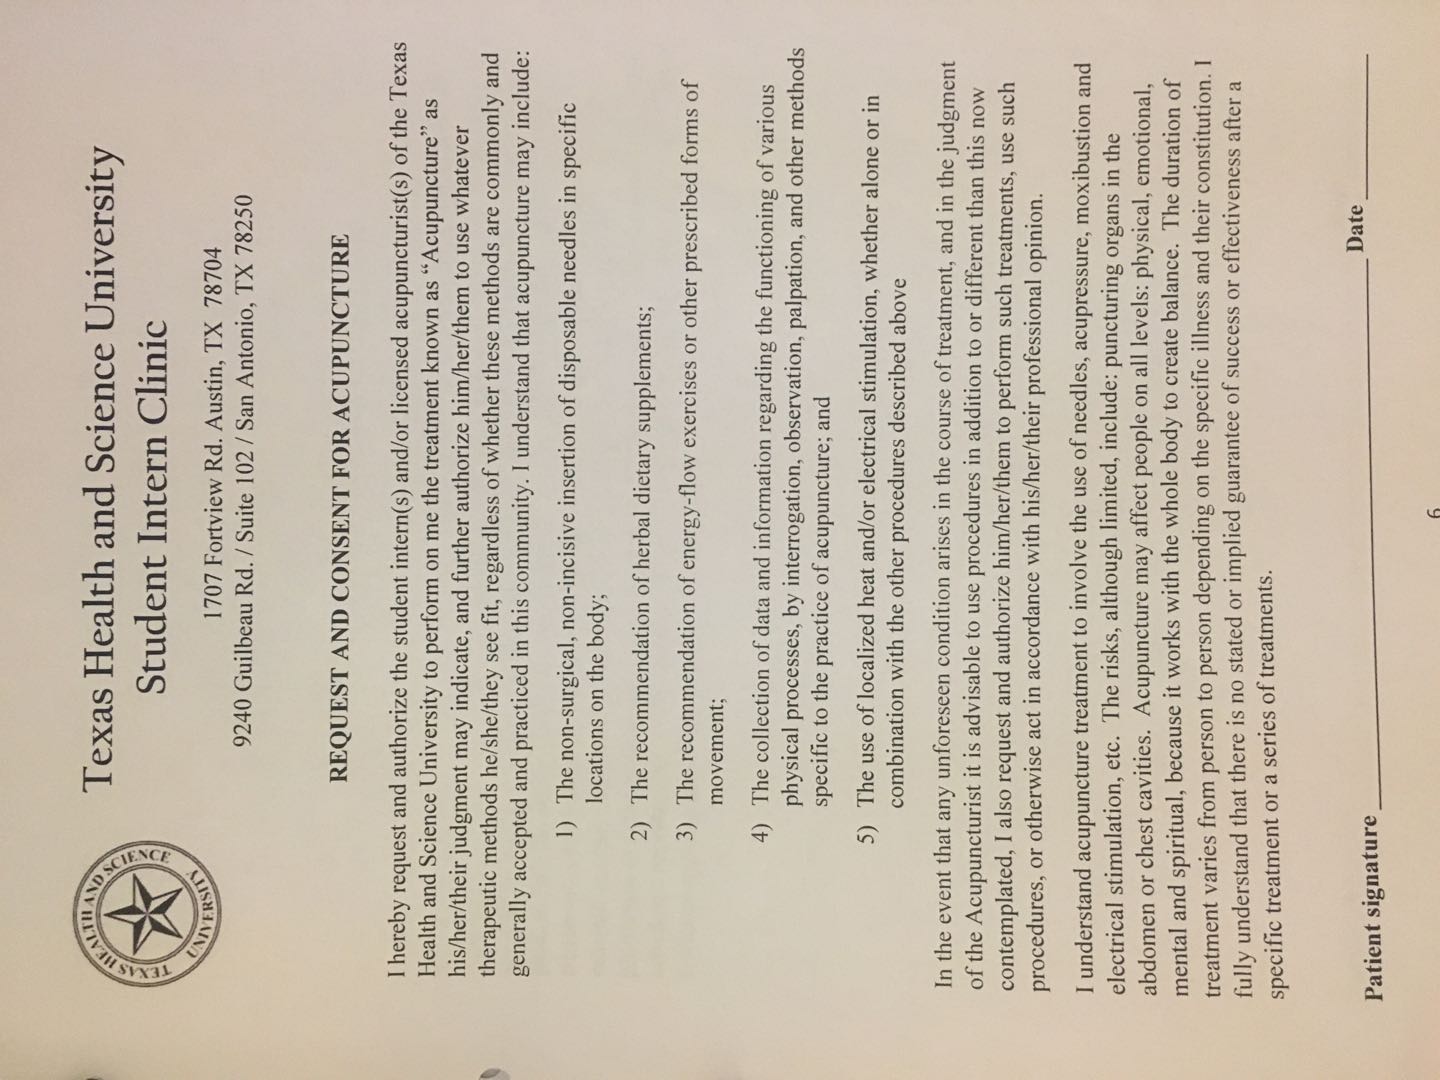 TEXAS HEALTH AND SCIENCE
UNIVERSITY
Texas Health and Science University
Student Intern Clinic
1707 Fortview Rd. Austin, TX 78704
9240 Guilbeau Rd. / Suite 102 / San Antonio, TX 78250
REQUEST AND CONSENT FOR ACUPUNCTURE
I hereby request and authorize the student intern(s) and/or licensed acupuncturist(s) of the Texas
Health and Science University to perform on me the treatment known as “Acupuncture” as
his/her/their judgment may indicate, and further authorize him/her/them to use whatever
therapeutic methods he/she/they see fit, regardless of whether these methods are commonly and
generally accepted and practiced in this community. I understand that acupuncture may include:
1) The non-surgical, non-incisive insertion of disposable needles in specific
locations on the body;
2) The recommendation of herbal dietary supplements;
3) The recommendation of energy-flow exercises or other prescribed forms of
movement;
4) The collection of data and information regarding the functioning of various
physical processes, by interrogation, observation, palpation, and other methods
specific to the practice of acupuncture; and
5) The use of localized heat and/or electrical stimulation, whether alone or in
combination with the other procedures described above
In the event that any unforeseen condition arises in the course of treatment, and in the judgment
of the Acupuncturist it is advisable to use procedures in addition to or different than this now
contemplated, I also request and authorize him/her/them to perform such treatments, use such
procedures, or otherwise act in accordance with his/her/their professional opinion.
I understand acupuncture treatment to involve the use of needles, acupressure, moxibustion and
electrical stimulation, etc. The risks, although limited, include: puncturing organs in the
abdomen or chest cavities. Acupuncture may affect people on all levels: physical, emotional,
mental and spiritual, because it works with the whole body to create balance. The duration of
treatment varies from person to person depending on the specific illness and their constitution. I
fully understand that there is no stated or implied guarantee of success or effectiveness after a
specific treatment or a series of treatments.
Patient signature Date
6